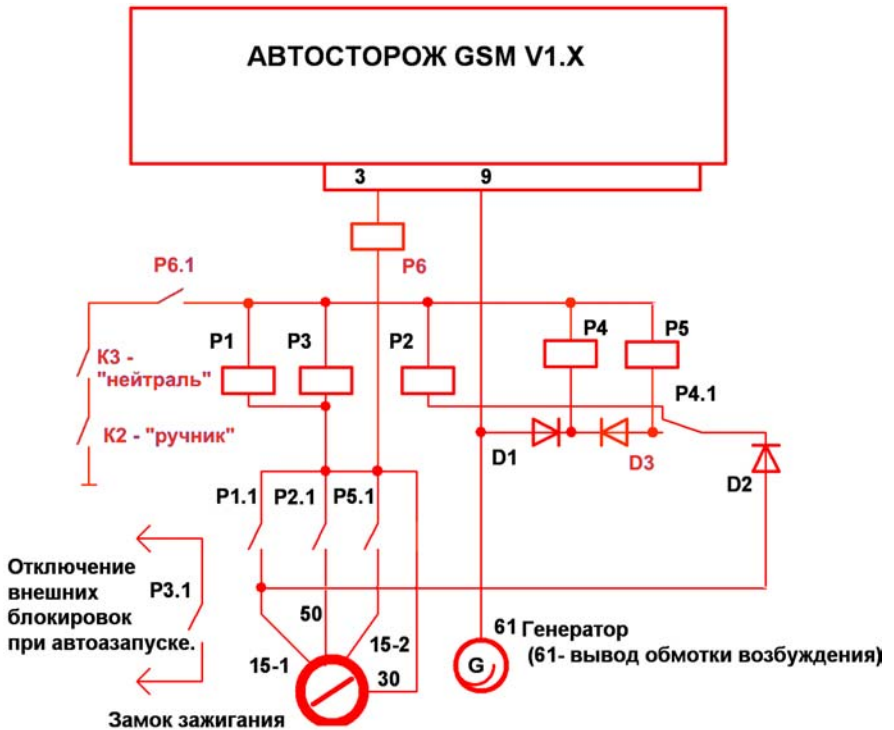 АВТОСТОРОЖ GSM V1.X
3
9
P6
P6.1
P1
P3
P2
P4
P5
К3 -
"нейтраль"
P4.1
К2 - "ручник"
D1
D3
D2
P1.1
P2.1
P5.1
Отключение
внешних
блокировок
при автоазапуске.
P3.1
50
15-1
15-2
30
61 Генератор
(61- вывод обмотки возбуждения)
G
Замок зажигания